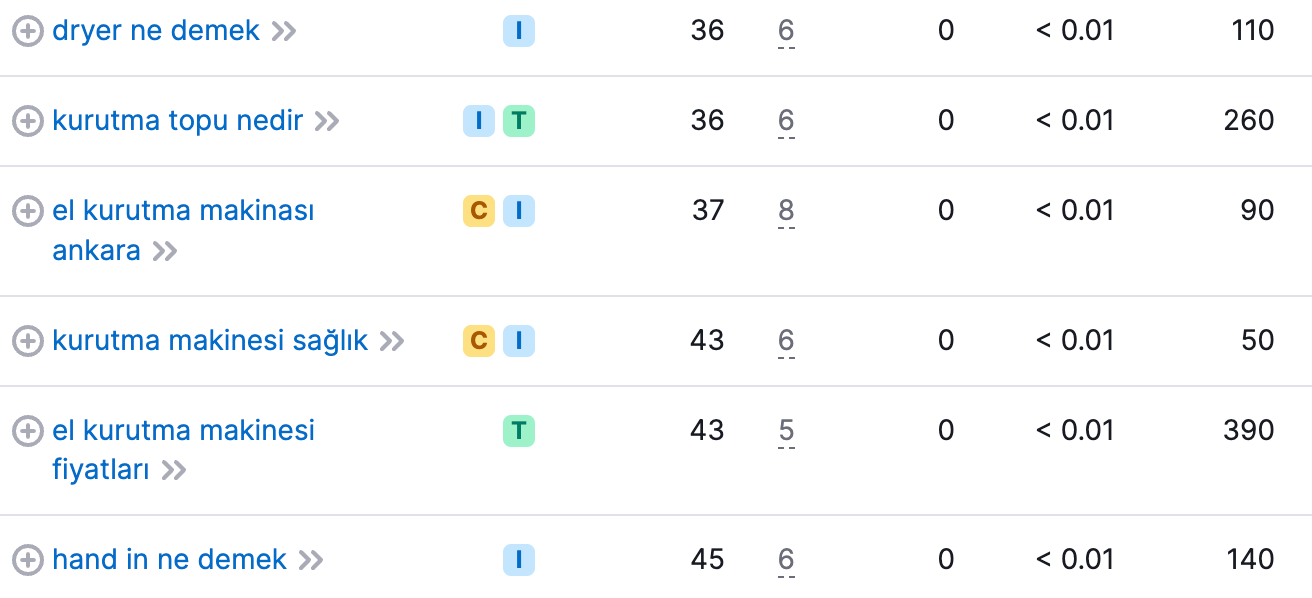 dryer ne demek >> I 36 6 0 < 0.01 110
kurutma topu nedir >> I T 36 6 0 < 0.01 260
el kurutma makinası C I 37 8 0 < 0.01 90
ankara >>
kurutma makinesi sağlık >> C I 43 6 0 < 0.01 50
el kurutma makinesi T 43 5 0 < 0.01 390
fiyatları >>
hand in ne demek >> I 45 6 0 < 0.01 140